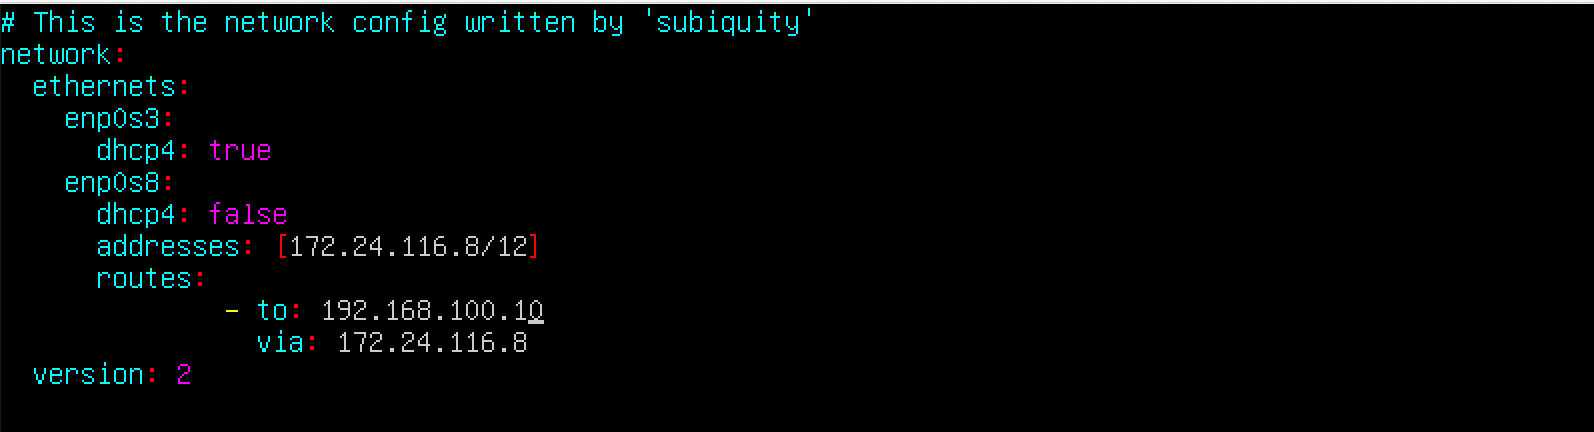 # This is the network config written by 'subiquity'
network:
  ethernets:
    enp0s3:
      dhcp4: true
    enp0s8:
      dhcp4: false
      addresses: [172.24.116.8/12]
      routes:
              - to: 192.168.100.10
                via: 172.24.116.8
  version: 2